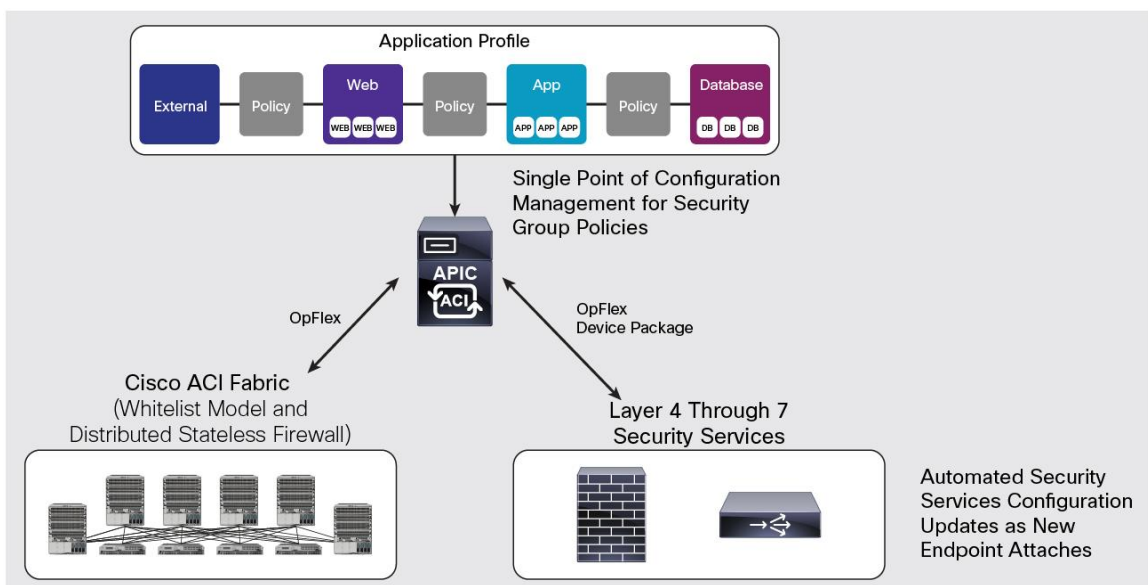 Application Profile
External
Policy
Web
WEB WEB WEB
Policy
App
APP APP APP
Policy
Database
DB DB DB
Single Point of Configuration
Management for Security
Group Policies
APIC
ACI
OpFlex
OpFlex
Device Package
Cisco ACI Fabric
(Whitelist Model and
Distributed Stateless Firewall)
Layer 4 Through 7
Security Services
Automated Security
Services Configuration
Updates as New
Endpoint Attaches